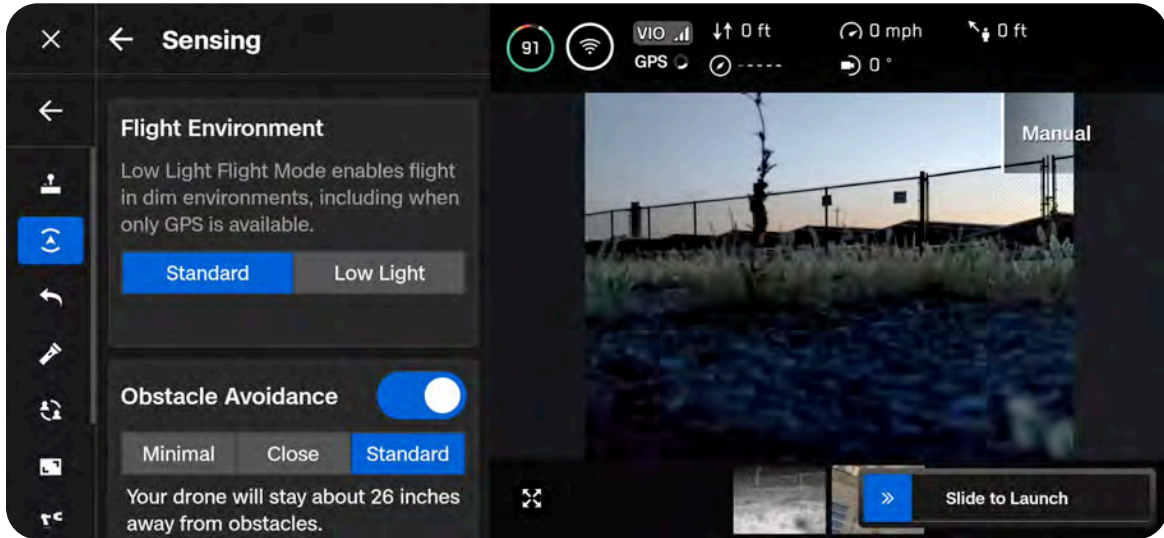 Sensing
Flight Environment
Low Light Flight Mode enables flight
in dim environments, including when
only GPS is available.
Standard
Low Light
Obstacle Avoidance
Minimal
Close
Standard
Your drone will stay about 26 inches
away from obstacles.
91
VIO
0 ft
0 mph
0 ft
GPS
-----
0 °
Manual
Slide to Launch